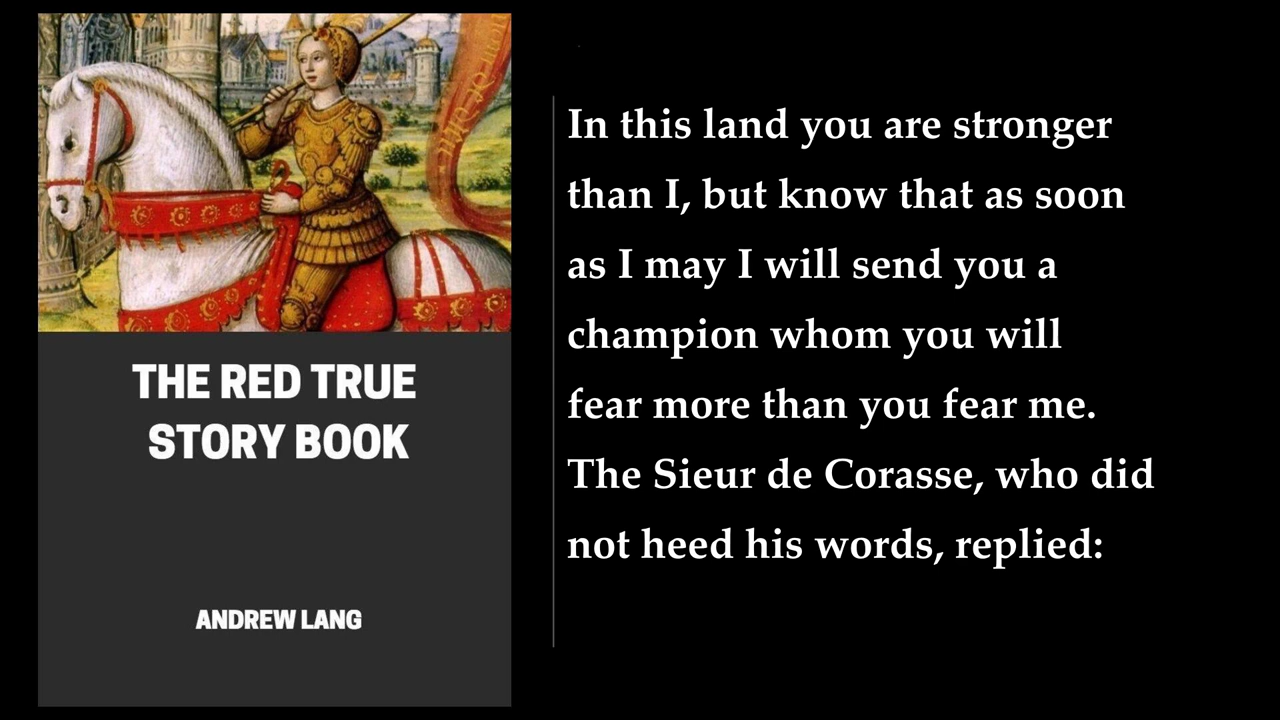 THE RED TRUE
STORY BOOK
ANDREW LANG
In this land you are stronger
than I, but know that as soon
as I may I will send you a
champion whom you will
fear more than you fear me.
The Sieur de Corasse, who did
not heed his words, replied: